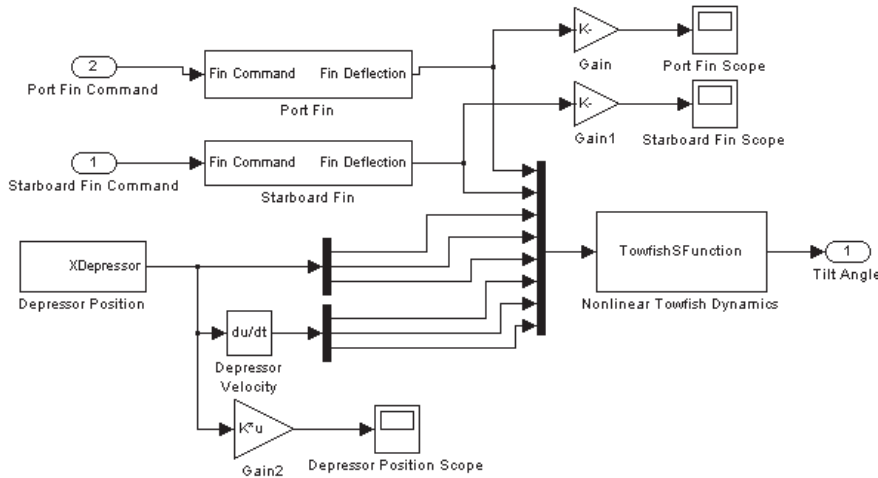 2
Port Fin Command
Fin Command
Fin Deflection
Port Fin
K-
Gain
Port Fin Scope
K-
Gain1
Starboard Fin Scope
1
Starboard Fin Command
Fin Command
Fin Deflection
Starboard Fin
XDepressor
Depressor Position
du/dt
Depressor
Velocity
K*u
Gain2
Depressor Position Scope
TowfishSFunction
Nonlinear Towfish Dynamics
1
Tilt Angle